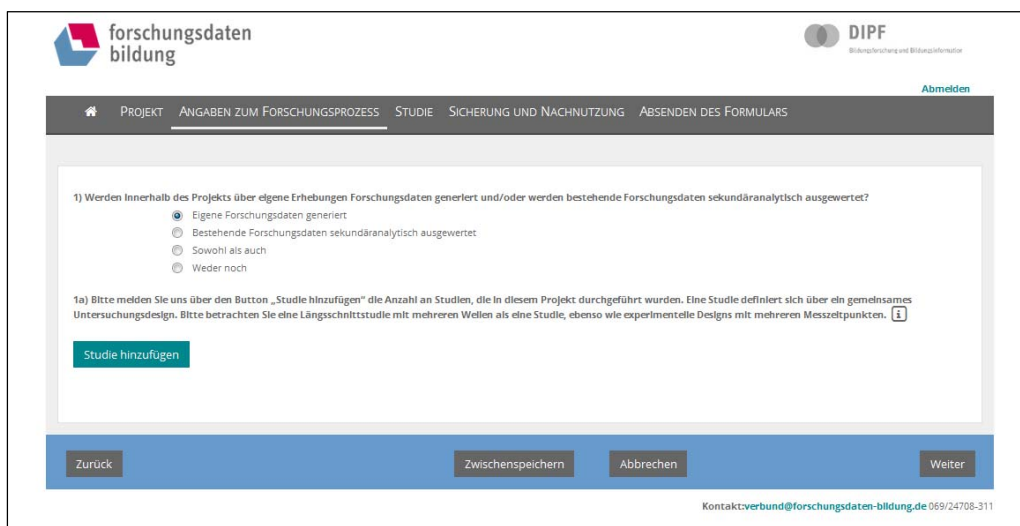 forschungsdaten
bildung
DIPF
Bildungsforschung und Bildungsinformation
Abmelden
PROJEKT ANGABEN ZUM FORSCHUNGSPROZESS STUDIE SICHERUNG UND NACHNUTZUNG ABSENDEN DES FORMULARS
1) Werden innerhalb des Projekts über eigene Erhebungen Forschungsdaten generiert und/oder werden bestehende Forschungsdaten sekundäranalytisch ausgewertet?
Eigene Forschungsdaten generiert
Bestehende Forschungsdaten sekundäranalytisch ausgewertet
Sowohl als auch
Weder noch
1a) Bitte melden Sie uns über den Button „Studie hinzufügen" die Anzahl an Studien, die in diesem Projekt durchgeführt wurden. Eine Studie definiert sich über ein gemeinsames
Untersuchungsdesign. Bitte betrachten Sie eine Längsschnittstudie mit mehreren Wellen als eine Studie, ebenso wie experimentelle Designs mit mehreren Messzeitpunkten. i
Studie hinzufügen
Zurück Zwischenspeichern Abbrechen Weiter
Kontakt:verbund@forschungsdaten-bildung.de 069/24708-311